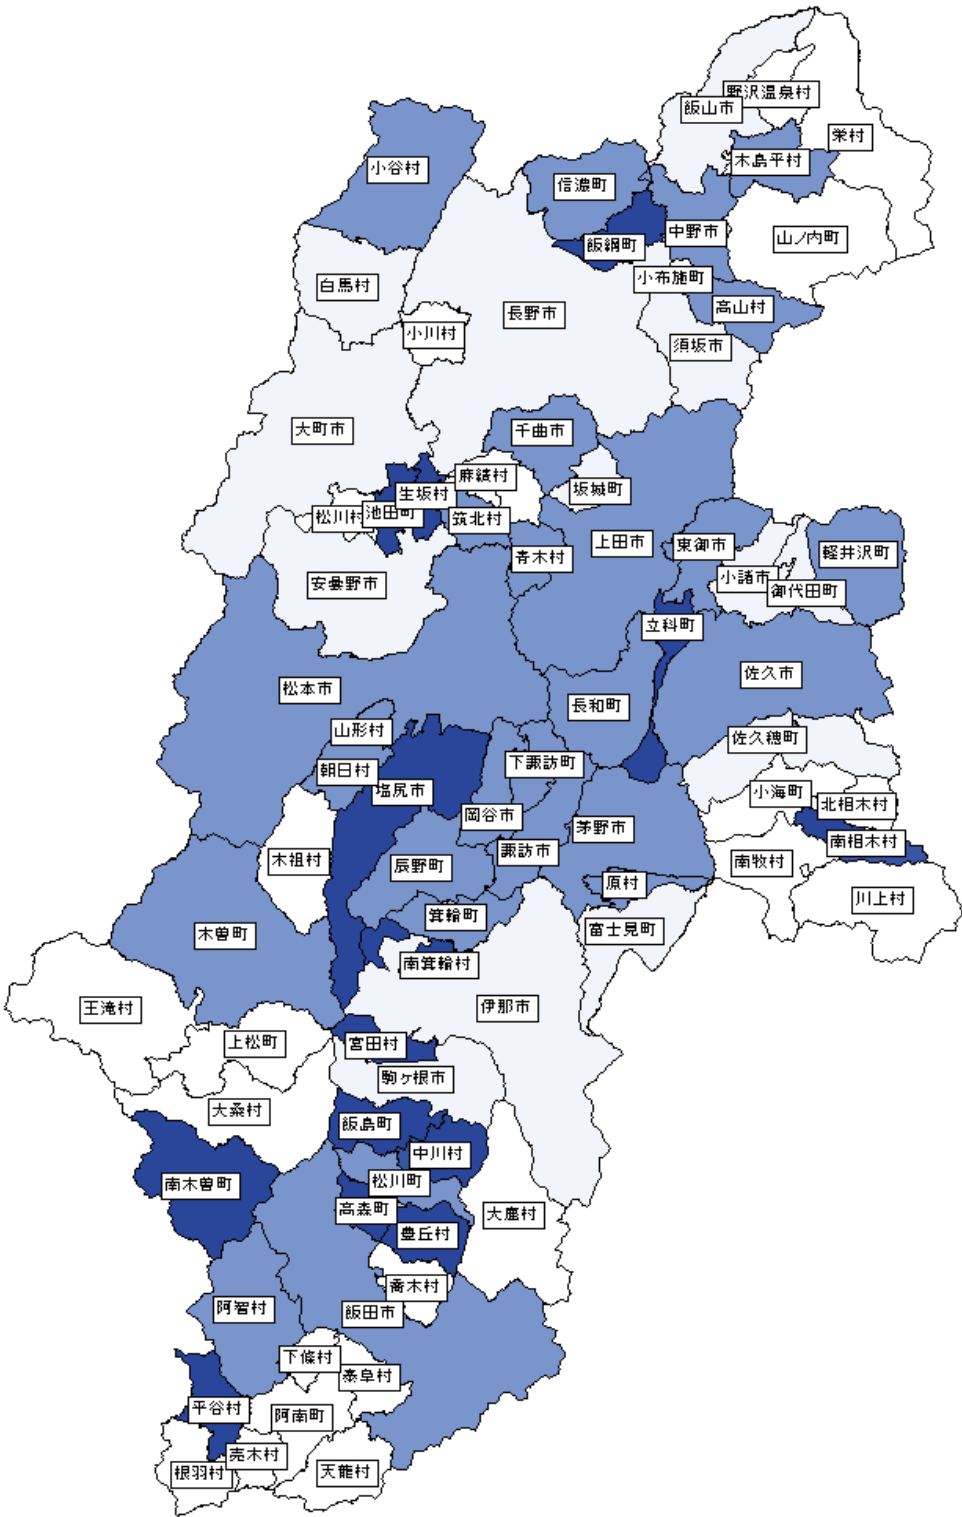 野沢温泉村
飯山市
栄村
木島平村
小谷村
信濃町
中野市
山ノ内町
飯綱町
小布施町
白馬村
高山村
長野市
小川村
須坂市
大町市
千曲市
麻績村
坂城町
生坂村
松川村
池田町
筑北村
上田市
東御市
青木村
軽井沢町
小諸市
安曇野市
御代田町
立科町
佐久市
松本市
長和町
山形村
佐久穂町
下諏訪町
朝日村
塩尻市
小海町
北相木村
岡谷市
茅野市
南相木村
諏訪市
木祖村
辰野町
南牧村
原村
川上村
箕輪町
木曽町
富士見町
南箕輪村
王滝村
伊那市
上松町
宮田村
駒ヶ根市
大桑村
飯島町
中川村
南木曽町
松川町
高森町
大鹿村
豊丘村
喬木村
阿智村
飯田市
下條村
泰阜村
平谷村
阿南町
売木村
根羽村
天龍村